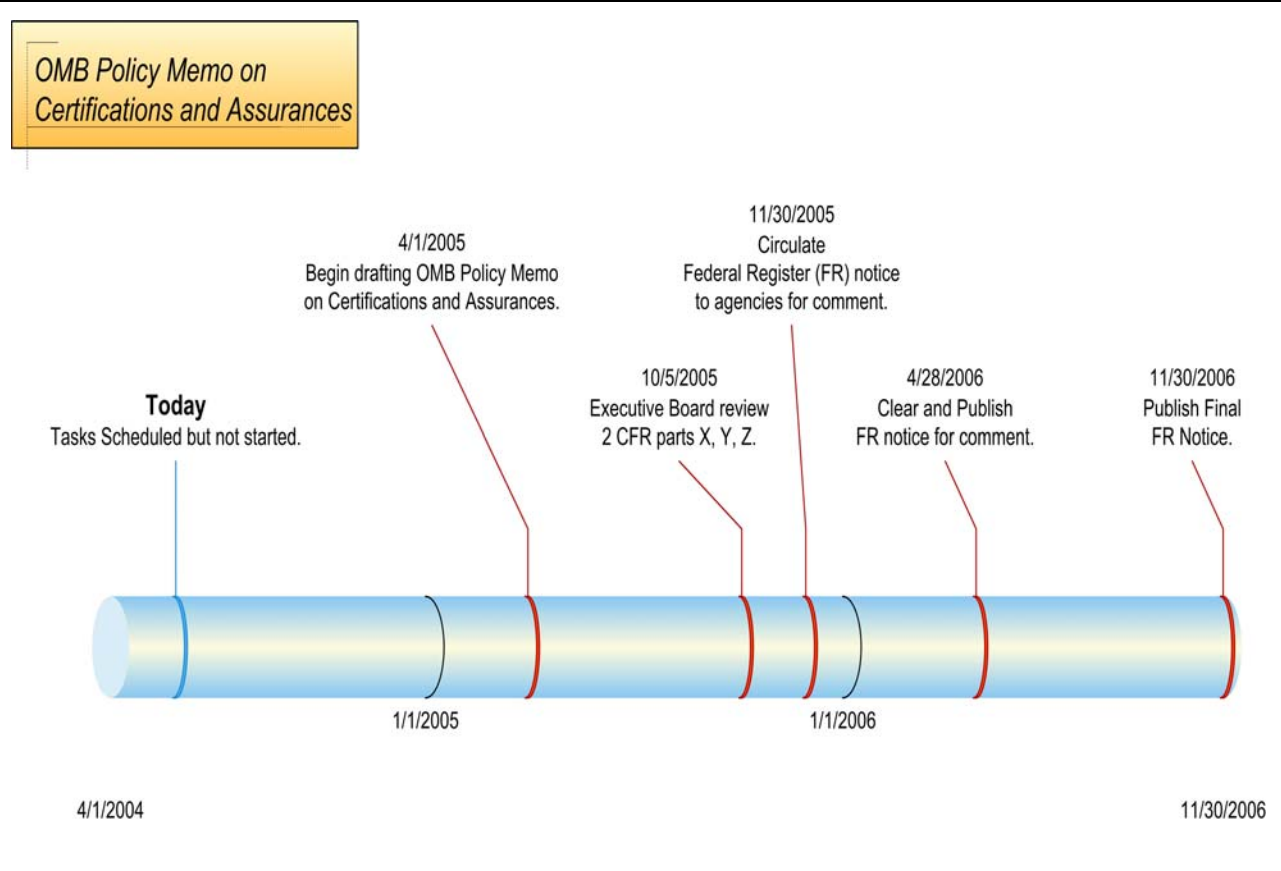 OMB Policy Memo on
Certifications and Assurances
11/30/2005
Circulate
Federal Register (FR) notice
to agencies for comment.
4/1/2005
Begin drafting OMB Policy Memo
on Certifications and Assurances.
10/5/2005
Executive Board review
2 CFR parts X, Y, Z.
4/28/2006
Clear and Publish
FR notice for comment.
11/30/2006
Publish Final
FR Notice.
Today
Tasks Scheduled but not started.
1/1/2005
1/1/2006
4/1/2004
11/30/2006